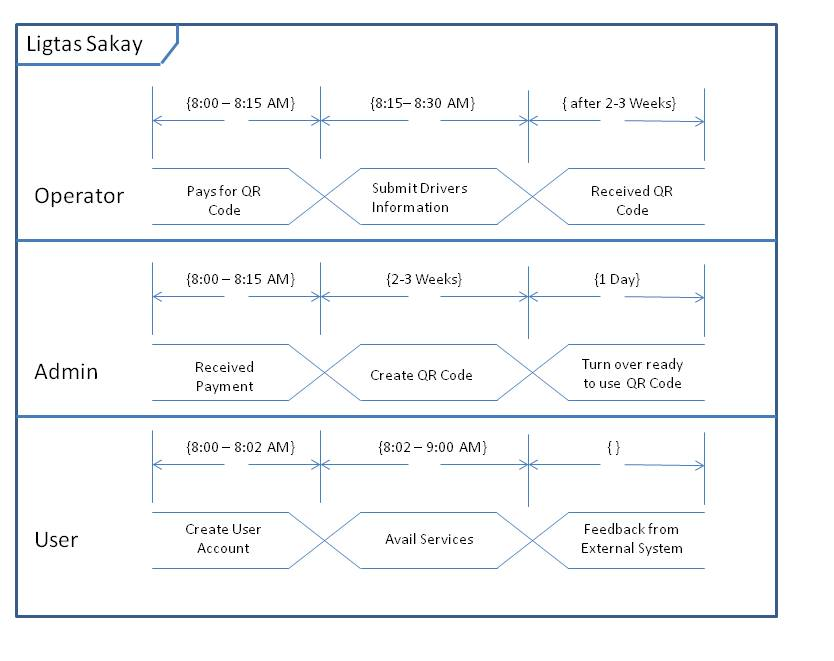 Ligtas Sakay
{8:00 – 8:15 AM} {8:15– 8:30 AM} { after 2-3 Weeks}
Operator
Pays for QR
Code
Submit Drivers
Information
Received QR
Code
{8:00 – 8:15 AM} {2-3 Weeks} {1 Day}
Admin
Received
Payment
Create QR Code
Turn over ready
to use QR Code
{8:00 – 8:02 AM} {8:02 – 9:00 AM} { }
User
Create User
Account
Avail Services
Feedback from
External System